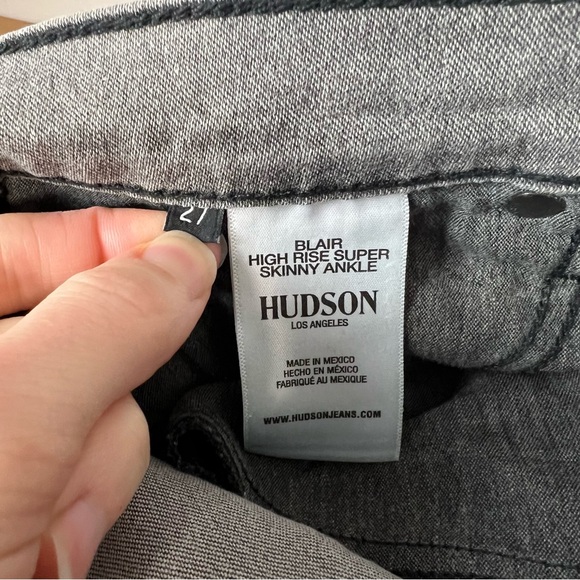 27
BLAIR
HIGH RISE SUPER
SKINNY ANKLE
HUDSON
LOS ANGELES
MADE IN MEXICO
HECHO EN MÉXICO
FABRIQUÉ AU MEXIQUE
WWW.HUDSONJEANS.COM